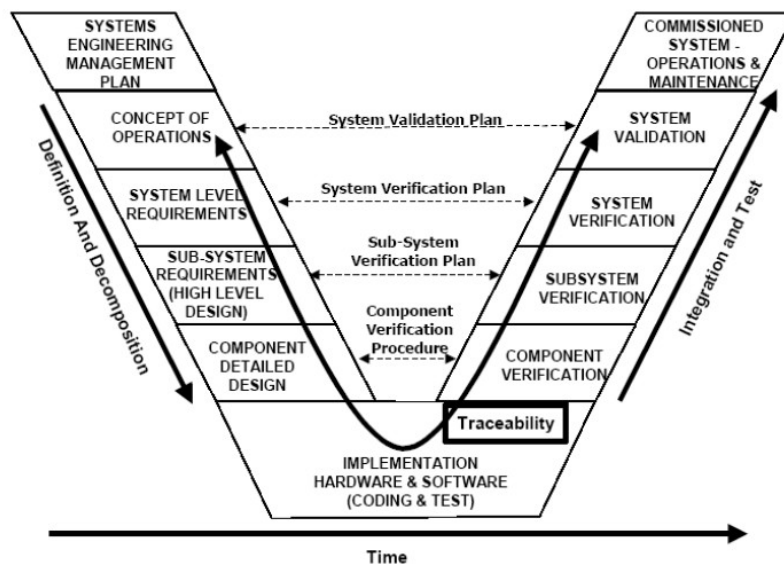 SYSTEMS
ENGINEERING
MANAGEMENT
PLAN
COMMISSIONED
SYSTEM -
OPERATIONS &
MAINTENANCE
CONCEPT OF
OPERATIONS
System Validation Plan
SYSTEM
VALIDATION
SYSTEM LEVEL
REQUIREMENTS
System Verification Plan
SYSTEM
VERIFICATION
SUB-SYSTEM
REQUIREMENTS
(HIGH LEVEL
DESIGN)
Sub-System
Verification Plan
SUBSYSTEM
VERIFICATION
COMPONENT
DETAILED
DESIGN
Component
Verification
Procedure
COMPONENT
VERIFICATION
Definition And Decomposition
Integration and Test
Traceability
IMPLEMENTATION
HARDWARE & SOFTWARE
(CODING & TEST)
Time